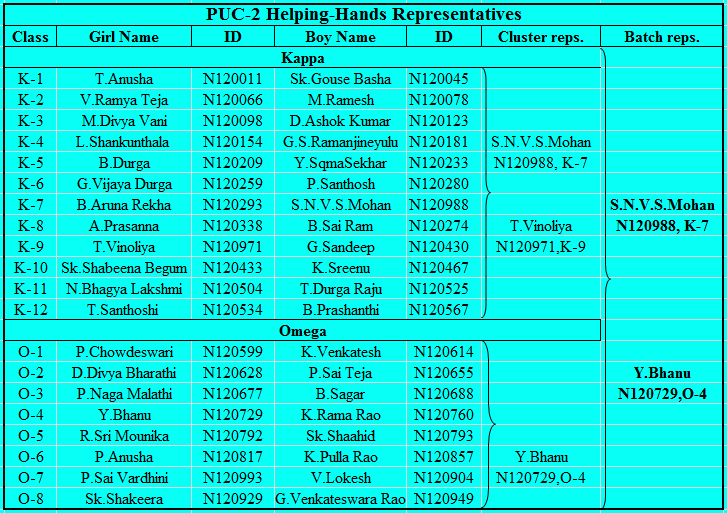 PUC-2 Helping-Hands Representatives
Class Girl Name ID Boy Name ID Cluster reps. Batch reps.
Kappa
K-1 T.Anusha N120011 Sk.Gouse Basha N120045
K-2 V.Ramya Teja N120066 M.Ramesh N120078
K-3 M.Divya Vani N120098 D.Ashok Kumar N120123
K-4 L.Shankunthala N120154 G.S.Ramanjineyulu N120181 S.N.V.S.Mohan
K-5 B.Durga N120209 Y.SqmaSekhar N120233 N120988, K-7
K-6 G.Vijaya Durga N120259 P.Santhosh N120280
K-7 B.Aruna Rekha N120293 S.N.V.S.Mohan N120988 S.N.V.S.Mohan
K-8 A.Prasanna N120338 B.Sai Ram N120274 T.Vinoliya N120988, K-7
K-9 T.Vinoliya N120971 G.Sandeep N120430 N120971,K-9
K-10 Sk.Shabeena Begum N120433 K.Sreenu N120467
K-11 N.Bhagya Lakshmi N120504 T.Durga Raju N120525
K-12 T.Santhoshi N120534 B.Prashanthi N120567
Omega
O-1 P.Chowdeswari N120599 K.Venkatesh N120614
O-2 D.Divya Bharathi N120628 P.Sai Teja N120655 Y.Bhanu
O-3 P.Naga Malathi N120677 B.Sagar N120688 N120729,O-4
O-4 Y.Bhanu N120729 K.Rama Rao N120760
O-5 R.Sri Mounika N120792 Sk.Shaahid N120793
O-6 P.Anusha N120817 K.Pulla Rao N120857 Y.Bhanu
O-7 P.Sai Vardhini N120993 V.Lokesh N120904 N120729,O-4
O-8 Sk.Shakeera N120929 G.Venkateswara Rao N120949